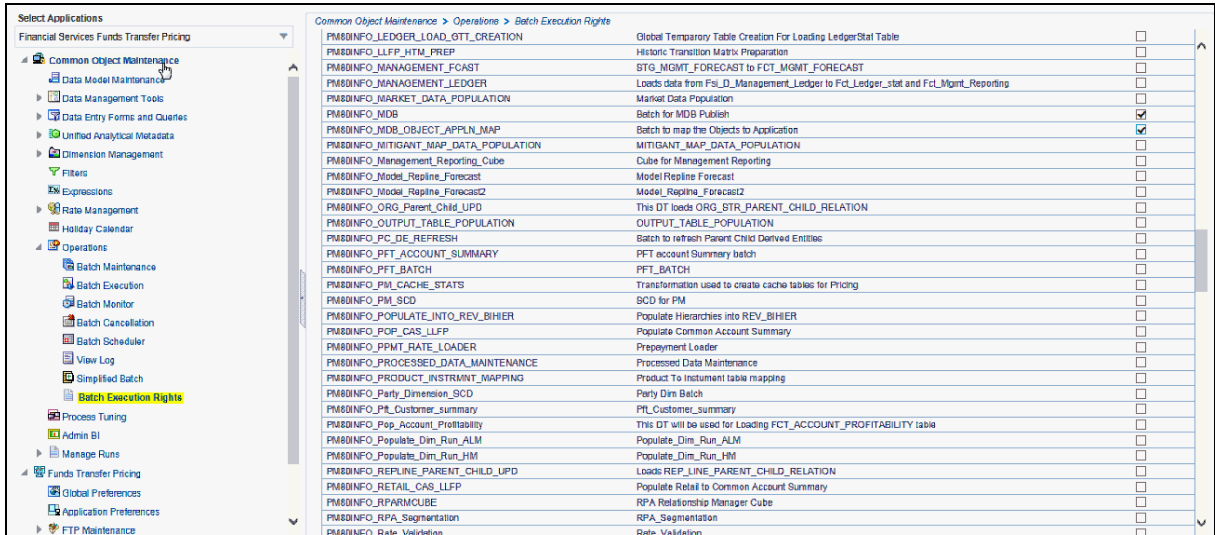 Select Applications
Financial Services Funds Transfer Pricing
Common Object Maintenance
Data Model Maintenance
Data Management Tools
Data Entry Forms and Queries
Unified Analytical Metadata
Dimension Management
Filters
Expressions
Rate Management
Holiday Calendar
Operations
Batch Maintenance
Batch Execution
Batch Monitor
Batch Cancellation
Batch Scheduler
View Log
Simplified Batch
Batch Execution Rights
Process Tuning
Admin BI
Manage Runs
Funds Transfer Pricing
Global Preferences
Application Preferences
FTP Maintenance
Common Object Maintenance > Operations > Batch Execution Rights
PM80INFO_LEDGER_LOAD_GTT_CREATION Global Temparory Table Creation For Loading LedgerStat Table
PM80INFO_LLFP_HTM_PREP Historic Transition Matrix Preparation
PM80INFO_MANAGEMENT_FCAST STG_MGMT_FORECAST to FCT_MGMT_FORECAST
PM80INFO_MANAGEMENT_LEDGER Loads data from Fsi_D_Management_Ledger to Fct_Ledger_stat and Fct_Mgmt_Reporting
PM80INFO_MARKET_DATA_POPULATION Market Data Population
PM80INFO_MDB Batch for MDB Publish
PM80INFO_MDB_OBJECT_APPLN_MAP Batch to map the Objects to Application
PM80INFO_MITIGANT_MAP_DATA_POPULATION MITIGANT_MAP_DATA_POPULATION
PM80INFO_Management_Reporting_Cube Cube for Management Reporting
PM80INFO_Model_Repline_Forecast Model Repline Forecast
PM80INFO_Model_Repline_Forecast2 Model_Repline_Forecast2
PM80INFO_ORG_Parent_Child_UPD This DT loads ORG_STR_PARENT_CHILD_RELATION
PM80INFO_OUTPUT_TABLE_POPULATION OUTPUT_TABLE_POPULATION
PM80INFO_PC_DE_REFRESH Batch to refresh Parent Child Derived Entities
PM80INFO_PFT_ACCOUNT_SUMMARY PFT account Summary batch
PM80INFO_PFT_BATCH PFT_BATCH
PM80INFO_PM_CACHE_STATS Transformation used to create cache tables for Pricing
PM80INFO_PM_SCD SCD for PM
PM80INFO_POPULATE_INTO_REV_BIHIER Populate Hierarchies into REV_BIHIER
PM80INFO_POP_CAS_LLFP Populate Common Account Summary
PM80INFO_PPMT_RATE_LOADER Prepayment Loader
PM80INFO_PROCESSED_DATA_MAINTENANCE Processed Data Maintenance
PM80INFO_PRODUCT_INSTRMNT_MAPPING Product To Instument table mapping
PM80INFO_Party_Dimension_SCD Party Dim Batch
PM80INFO_Pft_Customer_summary Pft_Customer_summary
PM80INFO_Pop_Account_Profitability This DT will be used for Loading FCT_ACCOUNT_PROFITABILITY table
PM80INFO_Populate_Dim_Run_ALM Populate_Dim_Run_ALM
PM80INFO_Populate_Dim_Run_HM Populate_Dim_Run_HM
PM80INFO_REPLINE_PARENT_CHILD_UPD Loads REP_LINE_PARENT_CHILD_RELATION
PM80INFO_RETAIL_CAS_LLFP Populate Retail to Common Account Summary
PM80INFO_RPARMCUBE RPA Relationship Manager Cube
PM80INFO_RPA_Segmentation RPA_Segmentation
PM80INFO_Rate_Validation Rate_Validation